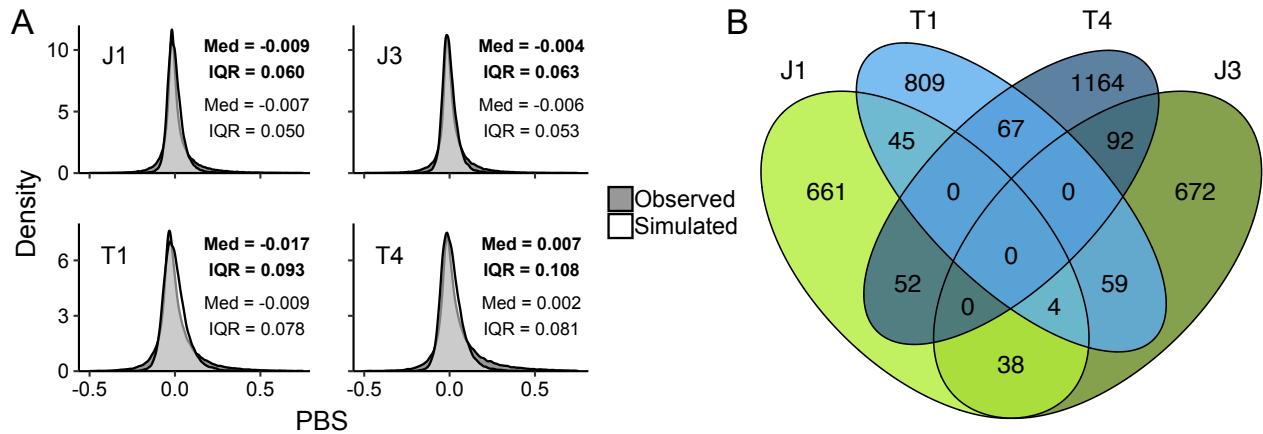 A
J1
Med = -0.009
IQR = 0.060
Med = -0.007
IQR = 0.050
J3
Med = -0.004
IQR = 0.063
Med = -0.006
IQR = 0.053
10
5
0
T1
Med = -0.017
IQR = 0.093
Med = -0.009
IQR = 0.078
T4
Med = 0.007
IQR = 0.108
Med = 0.002
IQR = 0.081
6
3
0
-0.5 0.0 0.5
-0.5 0.0 0.5
Density
PBS
Observed
Simulated
B
T1 T4
J1 J3
809 1164
45 67 92
661 0 0 672
0
52 0 4 59
38